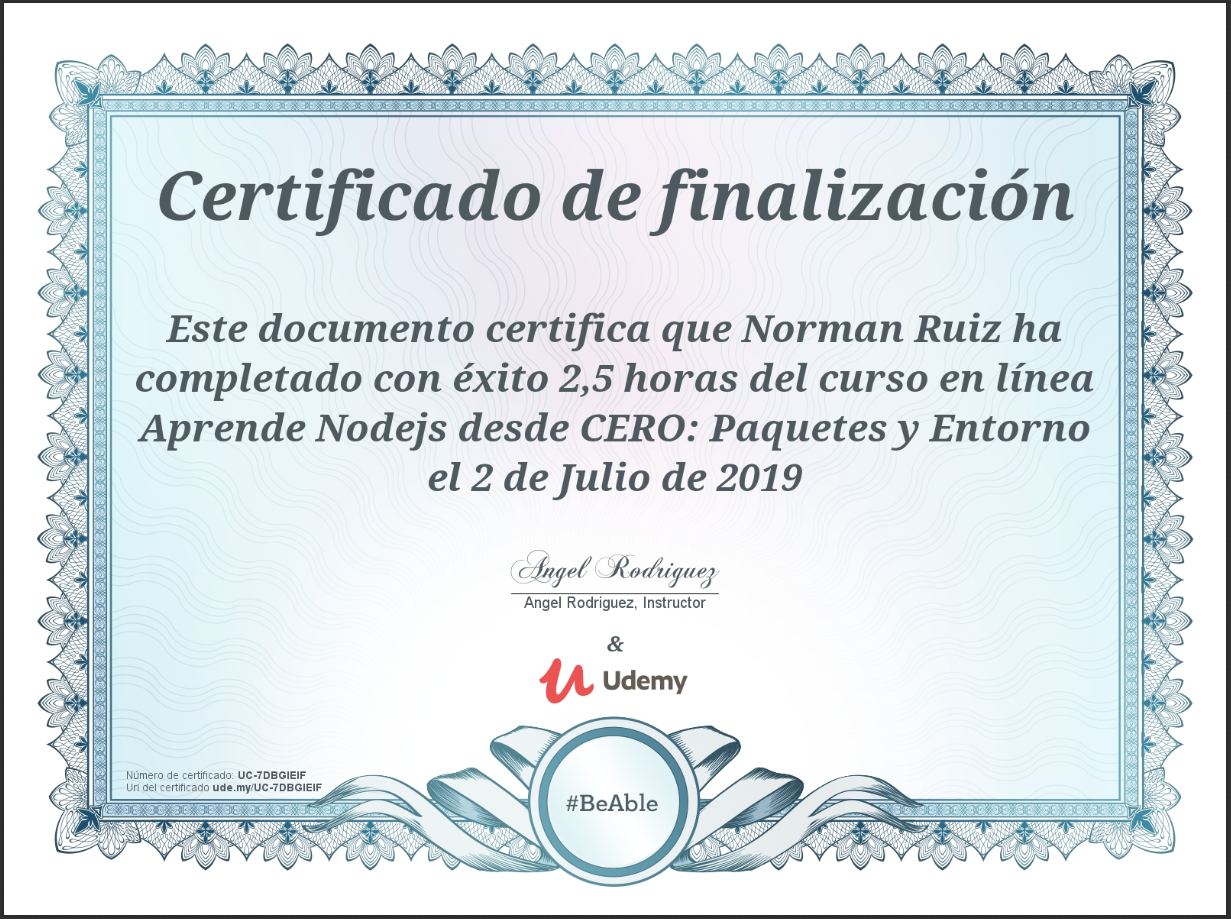 Certificado de finalización
Este documento certifica que Norman Ruiz ha
completado con éxito 2,5 horas del curso en línea
Aprende Nodejs desde CERO: Paquetes y Entorno
el 2 de Julio de 2019
Angel Rodriguez
Angel Rodriguez, Instructor
&
Udemy
Número de certificado: UC-7DBGIEIF
Url del certificado ude.my/UC-7DBGIEIF
#BeAble